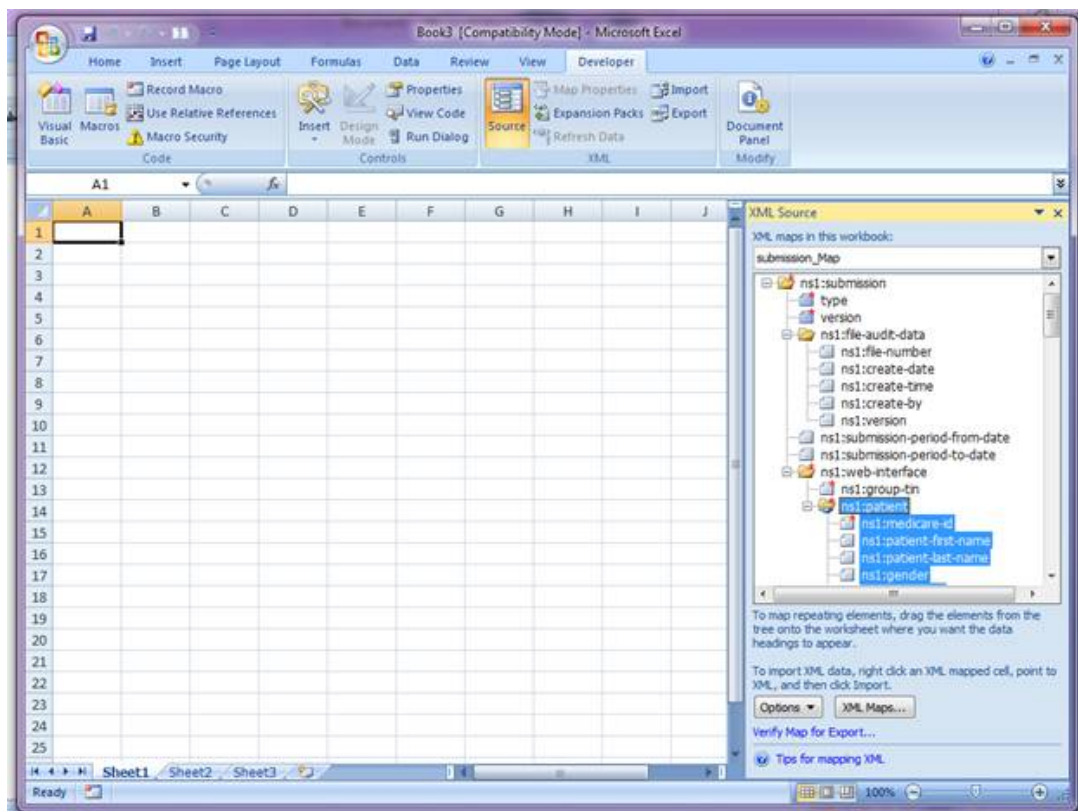 Book3 [Compatibility Mode] - Microsoft Excel
Home Insert Page Layout Formulas Data Review View Developer
Visual Basic
Macros
Record Macro
Use Relative References
Macro Security
Code
Insert
Design Mode
Properties
View Code
Run Dialog
Controls
Source
Map Properties
Expansion Packs
Refresh Data
Import
Export
XML
Document Panel
Modify
A1 fx
A B C D E F G H I J
1
2
3
4
5
6
7
8
9
10
11
12
13
14
15
16
17
18
19
20
21
22
23
24
25
XML Source
XML maps in this workbook:
submission_Map
ns1:submission
type
version
ns1:file-audit-data
ns1:file-number
ns1:create-date
ns1:create-time
ns1:create-by
ns1:version
ns1:submission-period-from-date
ns1:submission-period-to-date
ns1:web-interface
ns1:group-tin
ns1:patient
ns1:medicare-id
ns1:patient-first-name
ns1:patient-last-name
ns1:gender
To map repeating elements, drag the elements from the
tree onto the worksheet where you want the data
headings to appear.
To import XML data, right click an XML mapped cell, point to
XML, and then click Import.
Options XML Maps...
Verify Map for Export...
Tips for mapping XML
Sheet1 Sheet2 Sheet3
Ready 100%